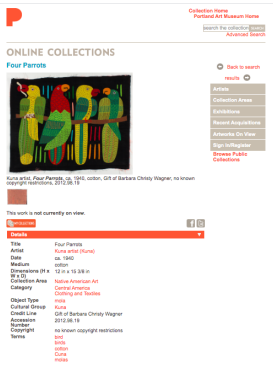 Collection Home
Portland Art Museum Home
search the collection
Advanced Search
ONLINE COLLECTIONS
Four Parrots
Back to search
results
Artists
Collection Areas
Exhibitions
Recent Acquisitions
Artworks On View
Sign In/Register
Browse Public
Collections
Kuna artist, Four Parrots, ca. 1940, cotton, Gift of Barbara Christy Wagner, no known
copyright restrictions, 2012.98.19
This work is not currently on view.
Details
Title Four Parrots
Artist Kuna artist (Kuna)
Date ca. 1940
Medium cotton
Dimensions (H x W x D) 12 in x 15 3/8 in
Collection Area Native American Art
Category Central America
Clothing and Textiles
Object Type mola
Cultural Group Kuna
Credit Line Gift of Barbara Christy Wagner
Accession Number 2012.98.19
Copyright no known copyright restrictions
Terms bird
birds
cotton
Cuna
molas